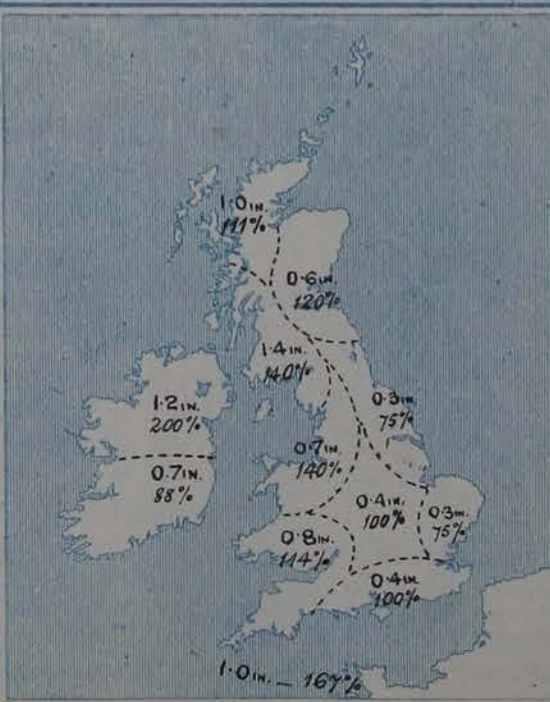 1.0 IN.
111%
0.6 IN.
120%
1.4 IN.
140%
1.2 IN.
200%
0.3 IN.
75%
0.7 IN.
140%
0.7 IN.
88%
0.4 IN.
100%
0.3 IN.
75%
0.8 IN.
114%
0.4 IN
100%
1.0 IN. _ 167%